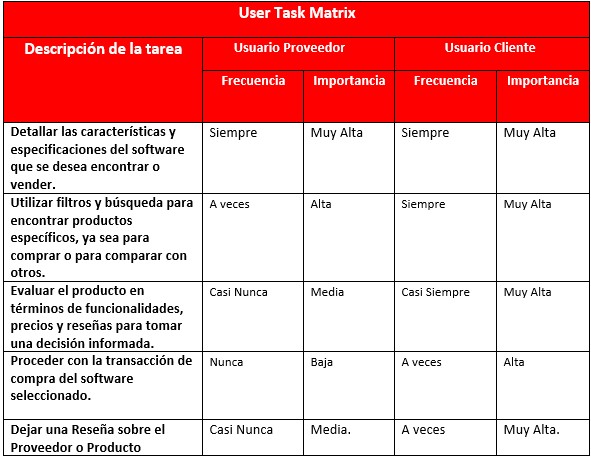 User Task Matrix
Descripción de la tarea
Usuario Proveedor
Usuario Cliente
Frecuencia
Importancia
Frecuencia
Importancia
Detallar las características y
especificaciones del software
que se desea encontrar o
vender.
Siempre
Muy Alta
Siempre
Muy Alta
Utilizar filtros y búsqueda para
encontrar productos
específicos, ya sea para
comprar o para comparar con
otros.
A veces
Alta
Siempre
Muy Alta
Evaluar el producto en
términos de funcionalidades,
precios y reseñas para tomar
una decisión informada.
Casi Nunca
Media
Casi Siempre
Muy Alta
Proceder con la transacción de
compra del software
seleccionado.
Nunca
Baja
A veces
Alta
Dejar una Reseña sobre el
Proveedor o Producto
Casi Nunca
Media.
A veces
Muy Alta.